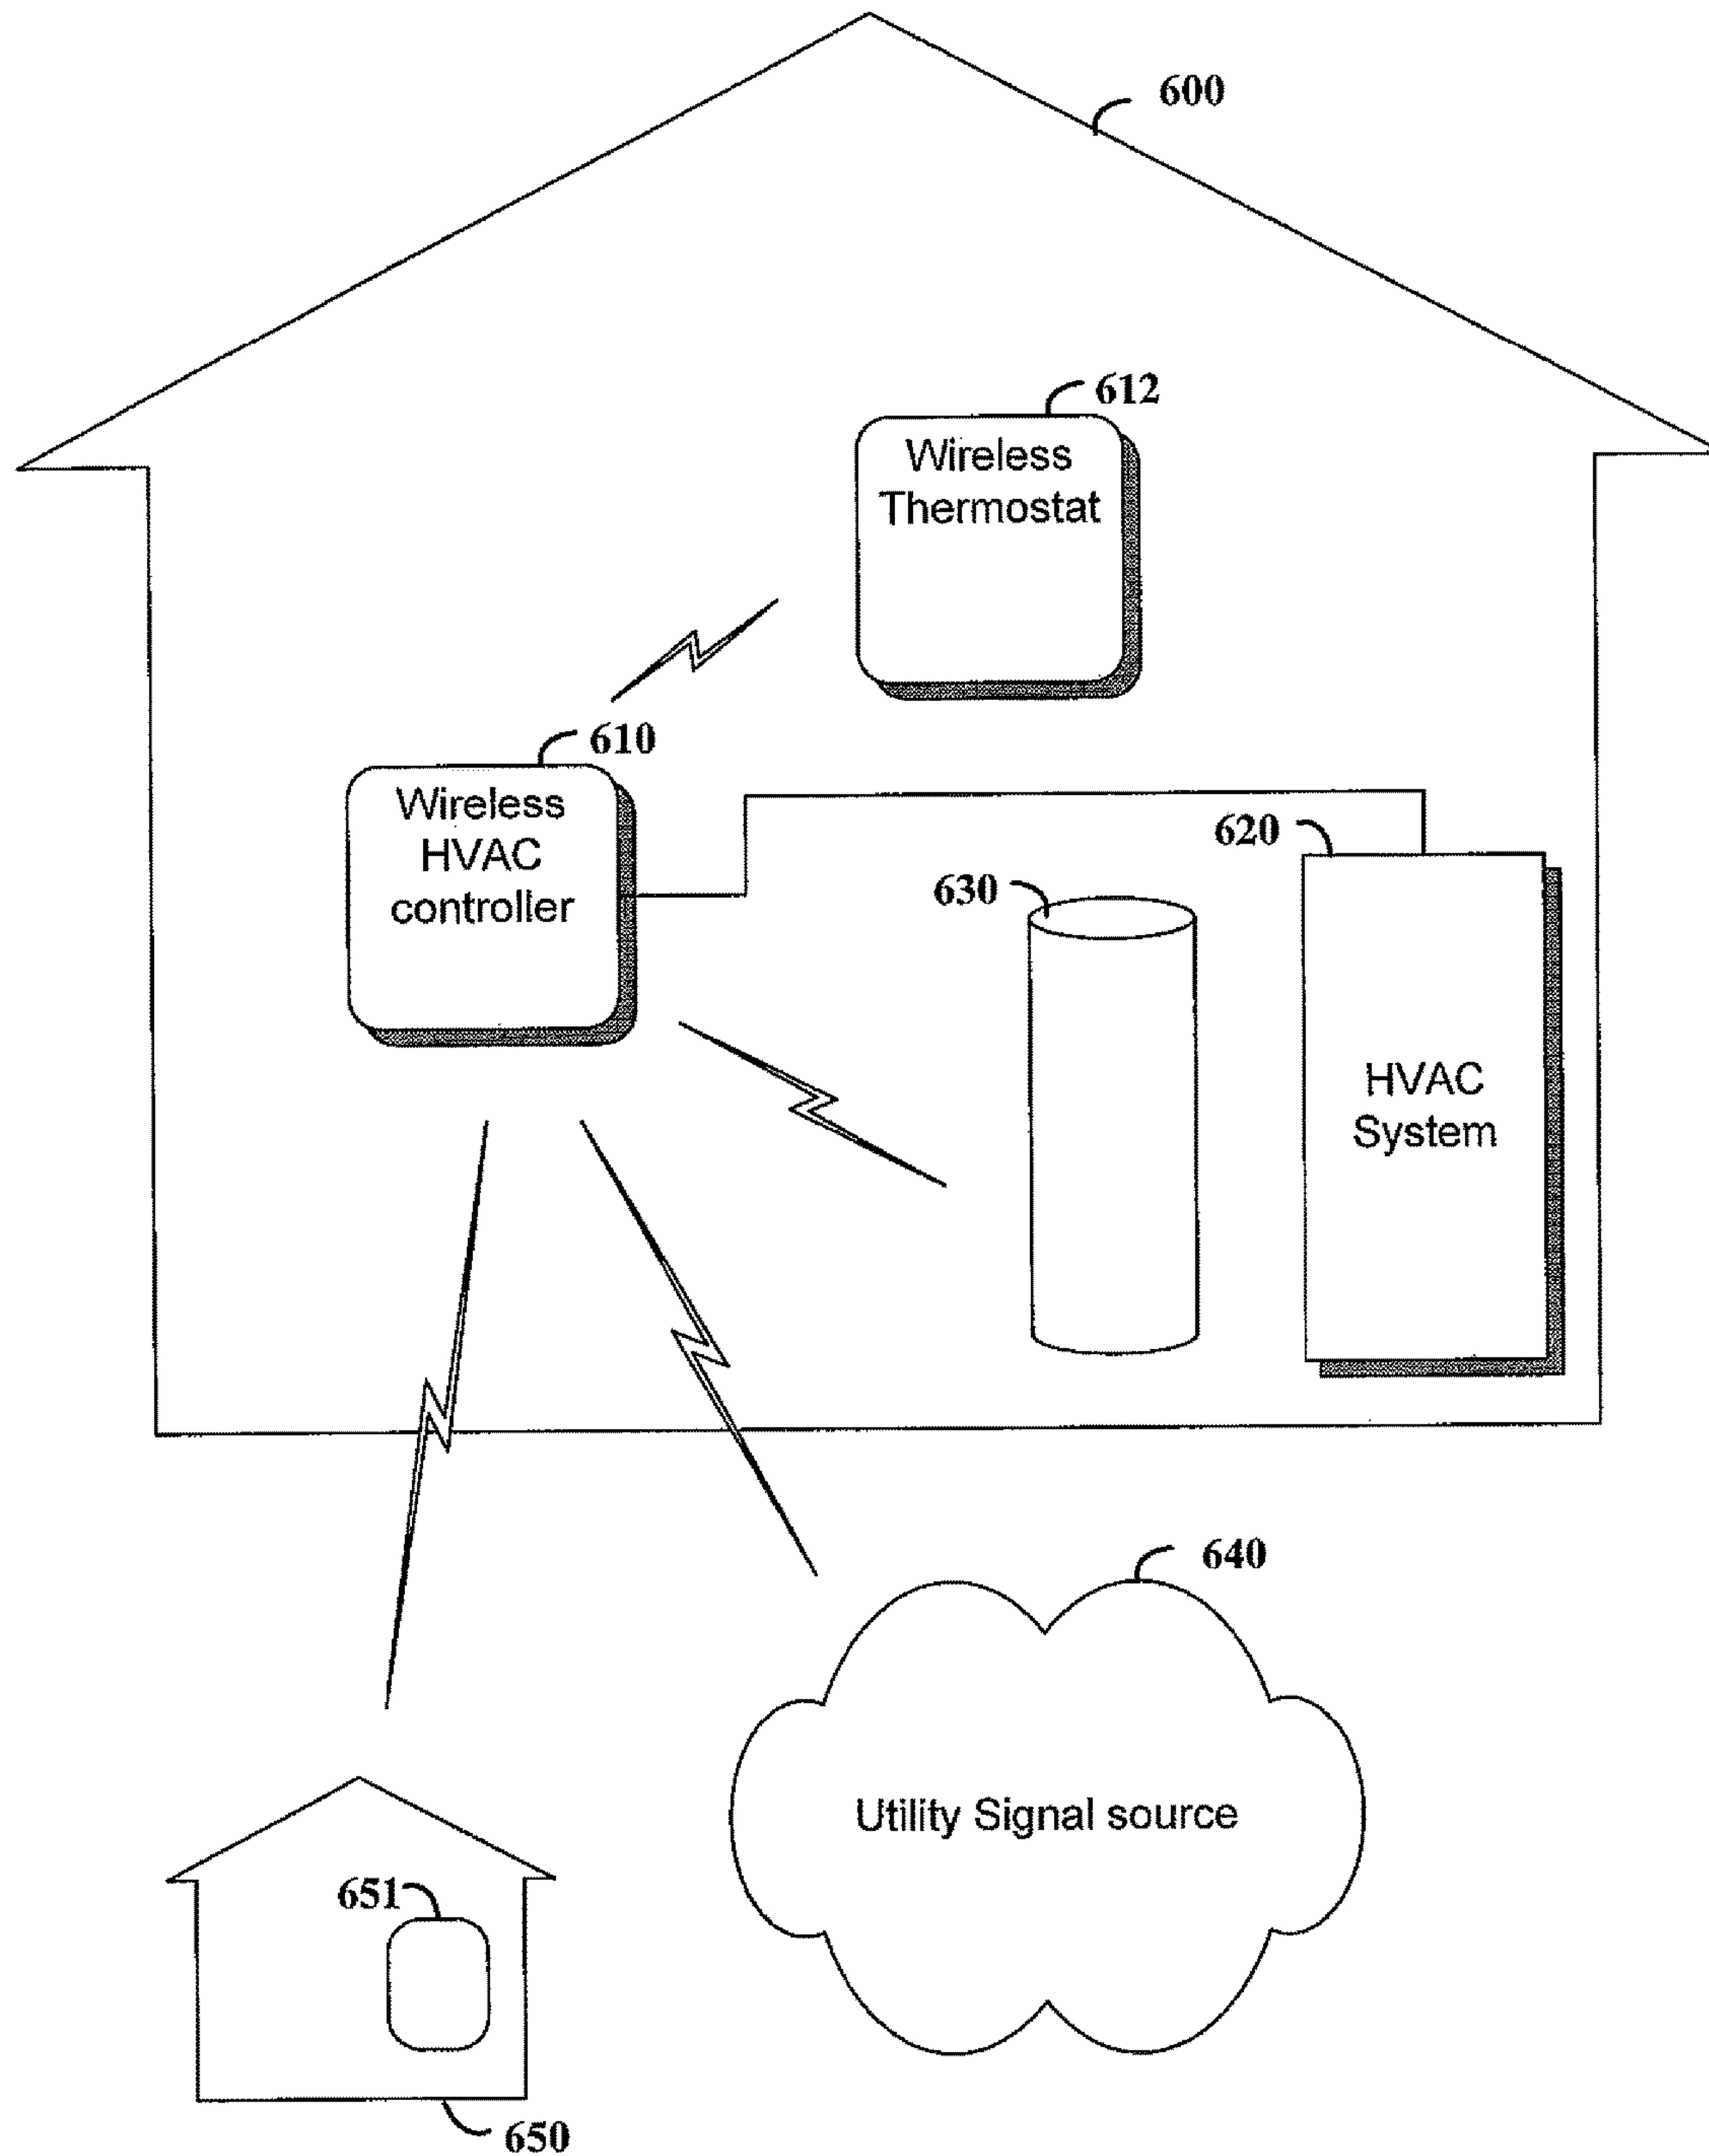 600
612
Wireless
Thermostat
610
Wireless
HVAC
controller
620
630
HVAC
System
640
Utility Signal source
651
650